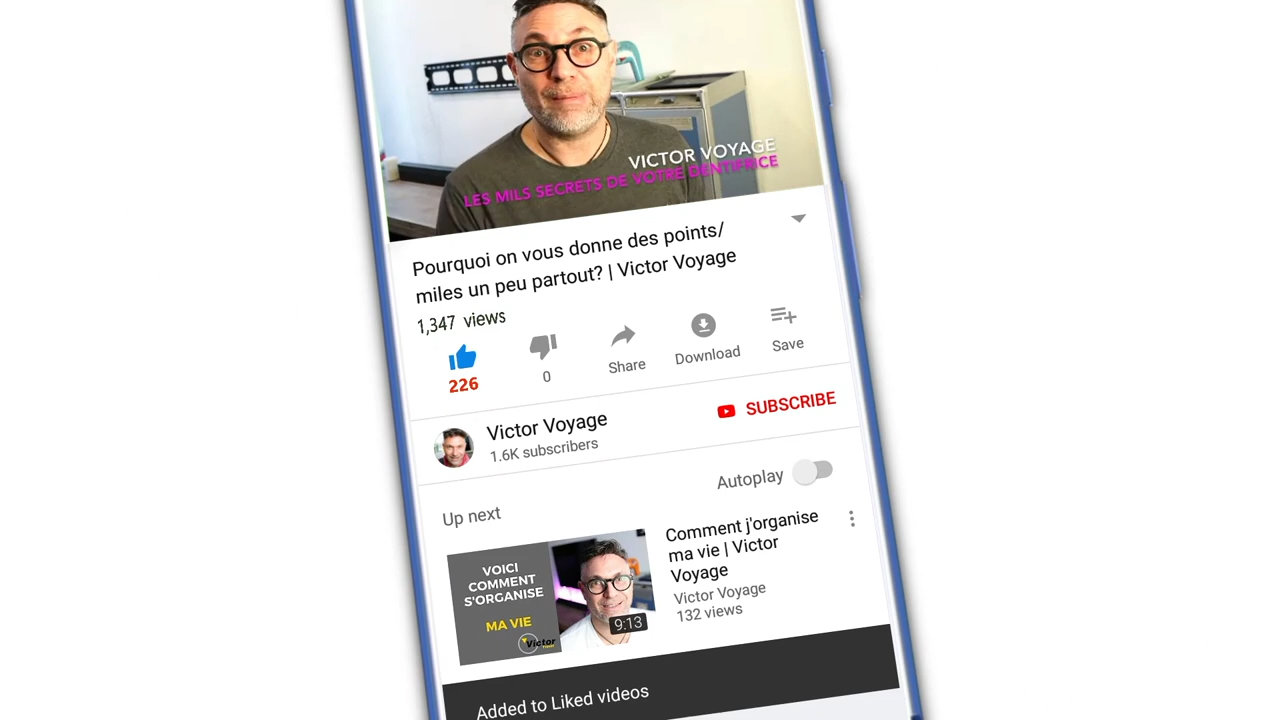 VICTOR VOYAGE
LES MILS SECRETS DE VOTRE DENTIFRICE
Pourquoi on vous donne des points/
miles un peu partout? | Victor Voyage
1,347 views
226
0
Share
Download
Save
Victor Voyage
1.6K subscribers
SUBSCRIBE
Autoplay
Up next
VOICI
COMMENT
S'ORGANISE
MA VIE
Victor
9:13
Comment j'organise
ma vie | Victor
Voyage
Victor Voyage
132 views
Added to Liked videos